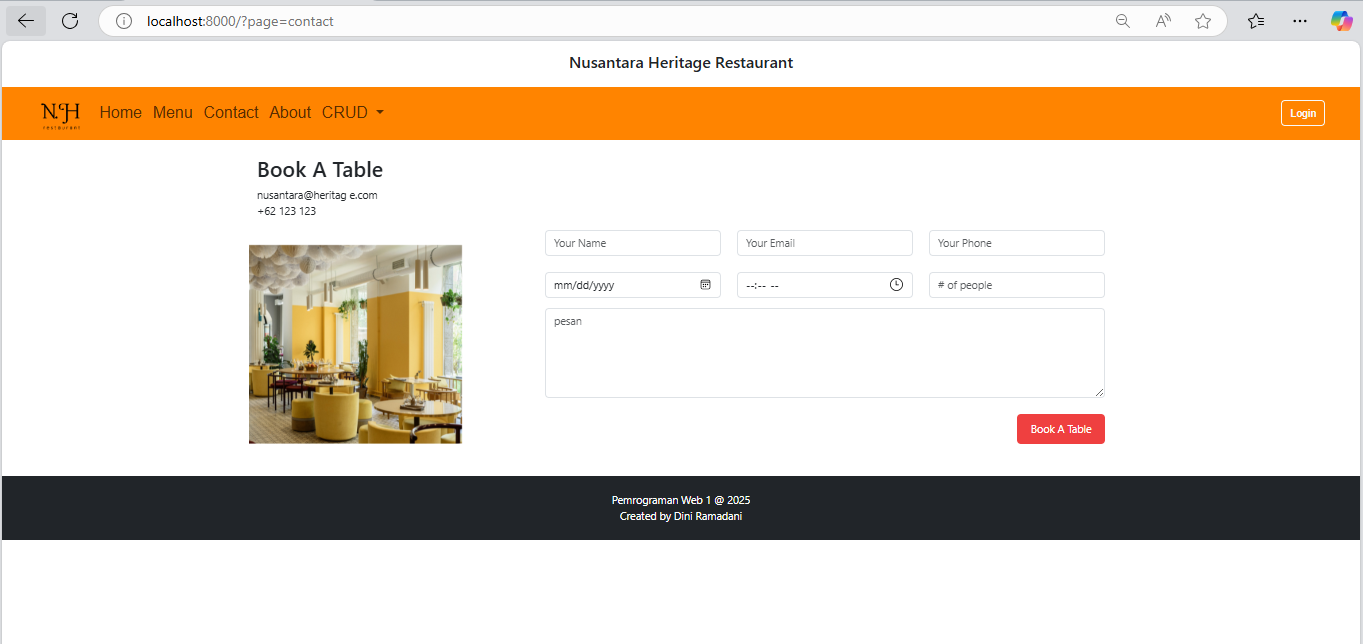 localhost:8000/?page=contact
Nusantara Heritage Restaurant
NH restaurant Home Menu Contact About CRUD Login
Book A Table
nusantara@heritag e.com
+62 123 123
Your Name Your Email Your Phone
mm/dd/yyyy --:-- -- # of people
pesan
Book A Table
Pemrograman Web 1 @ 2025
Created by Dini Ramadani